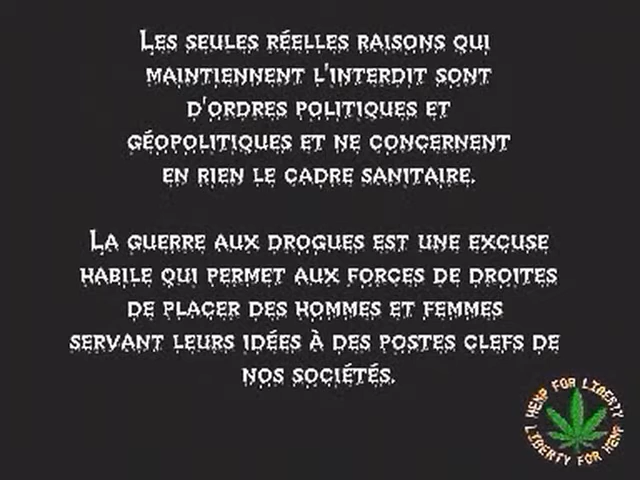 Les seules réelles raisons qui
maintiennent l'interdit sont
d'ordres politiques et
géopolitiques et ne concernent
en rien le cadre sanitaire.
La guerre aux drogues est une excuse
habile qui permet aux forces de droites
de placer des hommes et femmes
servant leurs idées à des postes clefs de
nos sociétés.
HEMP FOR LIBERTY
LIBERTY FOR HEMP